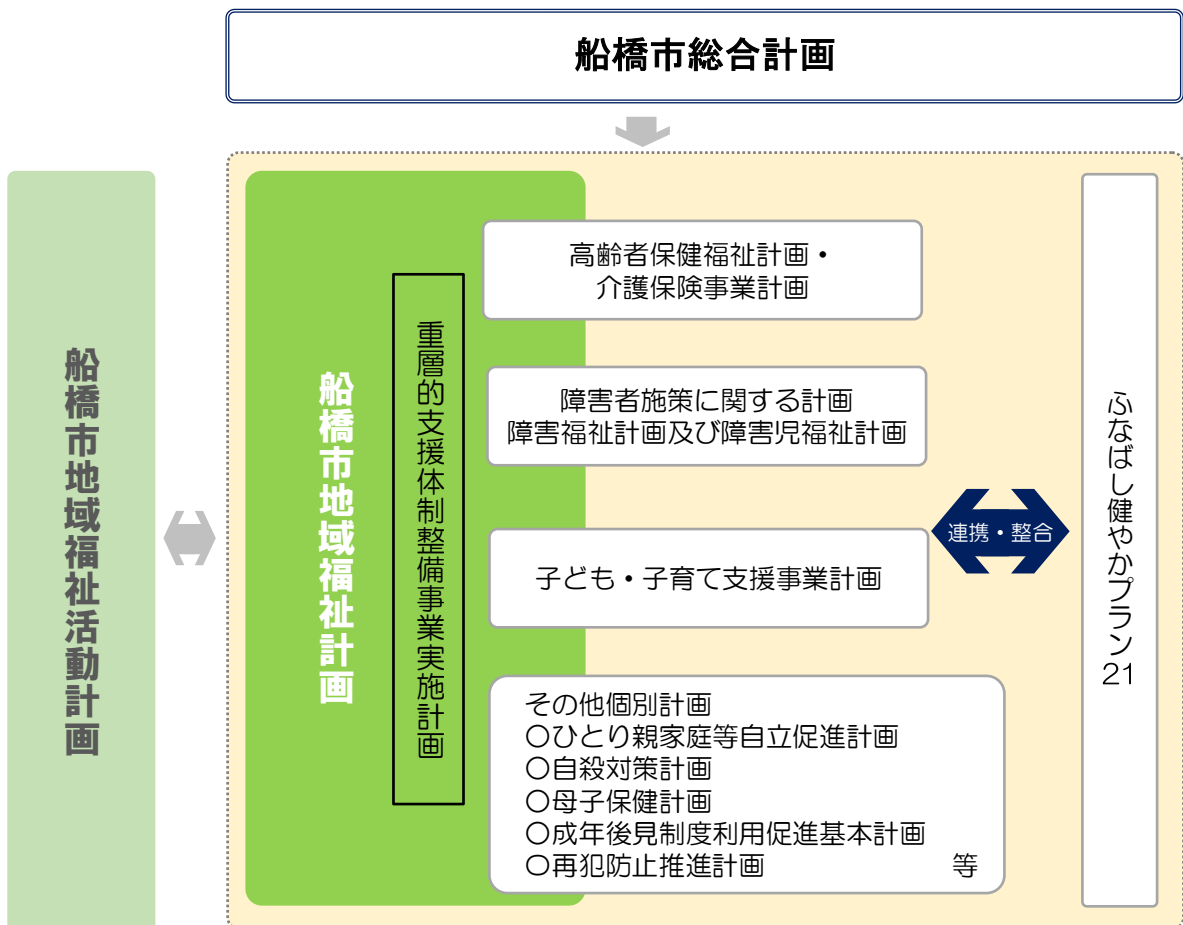 船橋市総合計画
船橋市地域福祉活動計画
船橋市地域福祉計画
重層的支援体制整備事業実施計画
高齢者保健福祉計画・
介護保険事業計画
障害者施策に関する計画
障害福祉計画及び障害児福祉計画
子ども・子育て支援事業計画
その他個別計画
〇ひとり親家庭等自立促進計画
〇自殺対策計画
〇母子保健計画
〇成年後見制度利用促進基本計画
〇再犯防止推進計画 等
連携・整合
ふなばし健やかプラン21